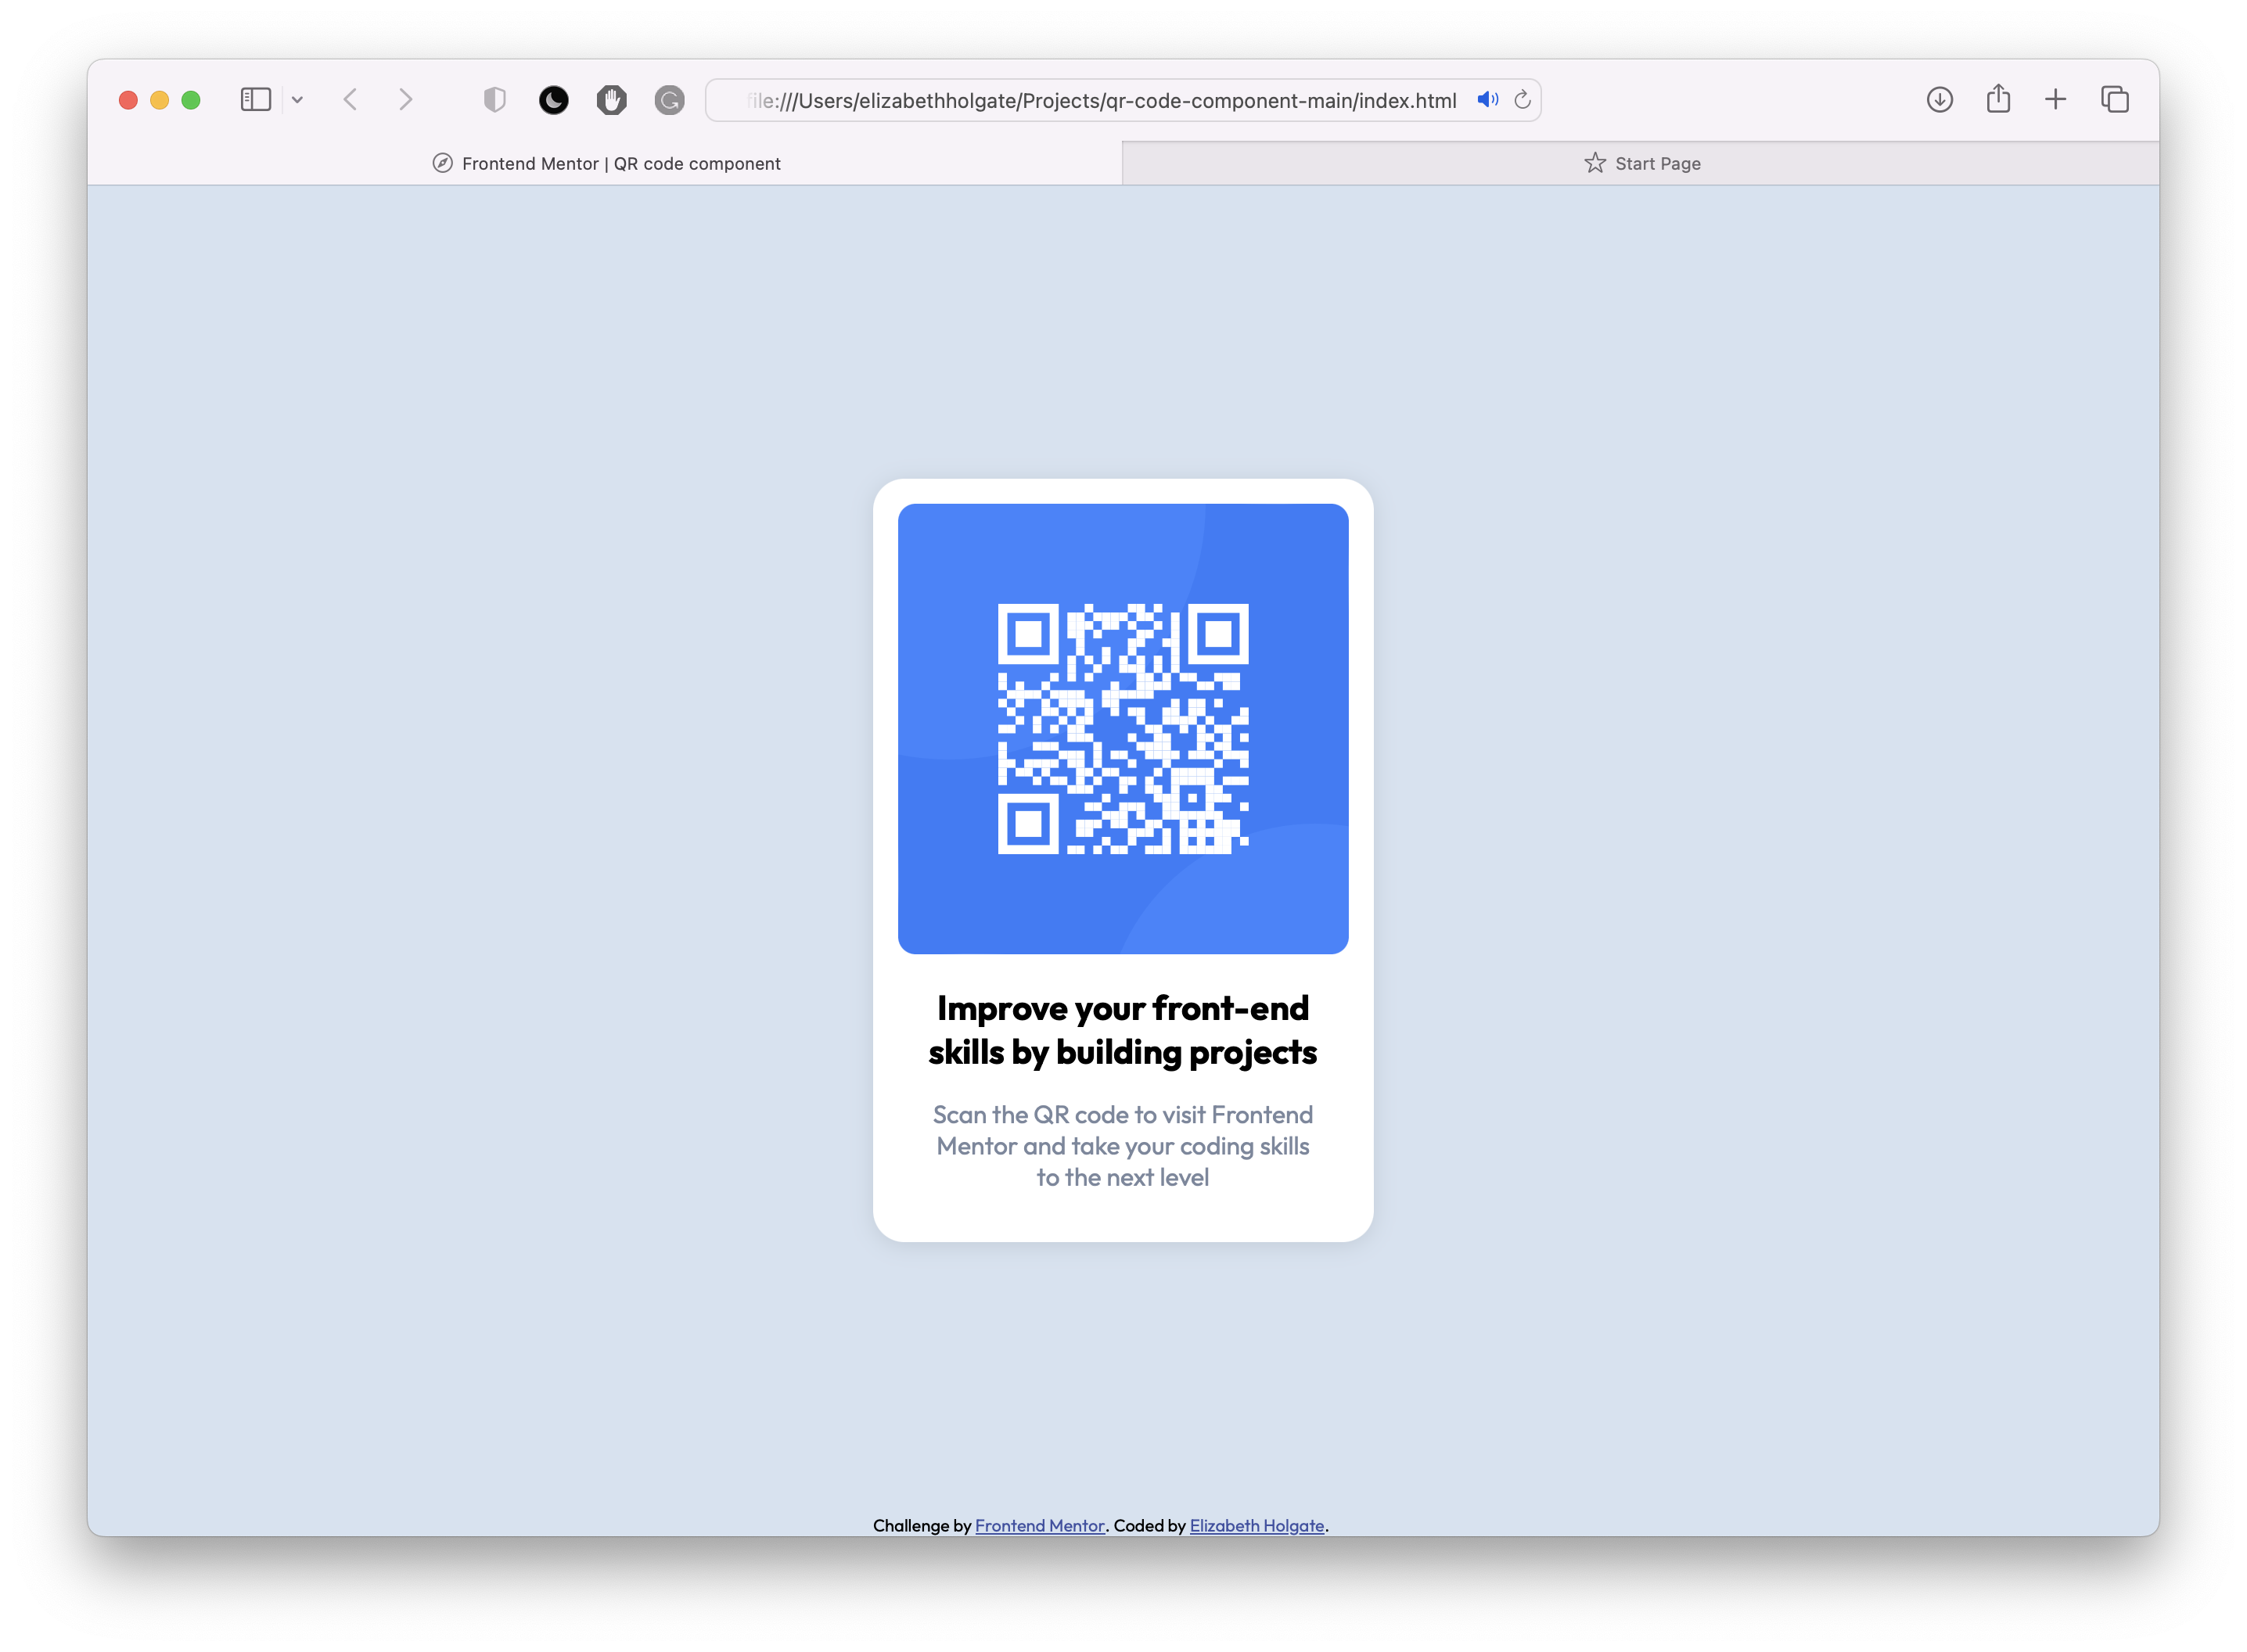 file:///Users/elizabethholgate/Projects/qr-code-component-main/index.html
Frontend Mentor | QR code component
Start Page
Improve your front-end
skills by building projects
Scan the QR code to visit Frontend
Mentor and take your coding skills
to the next level
Challenge by Frontend Mentor. Coded by Elizabeth Holgate.